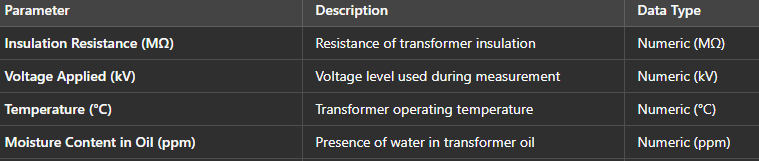 Parameter Description Data Type
Insulation Resistance (MΩ) Resistance of transformer insulation Numeric (MΩ)
Voltage Applied (kV) Voltage level used during measurement Numeric (kV)
Temperature (°C) Transformer operating temperature Numeric (°C)
Moisture Content in Oil (ppm) Presence of water in transformer oil Numeric (ppm)